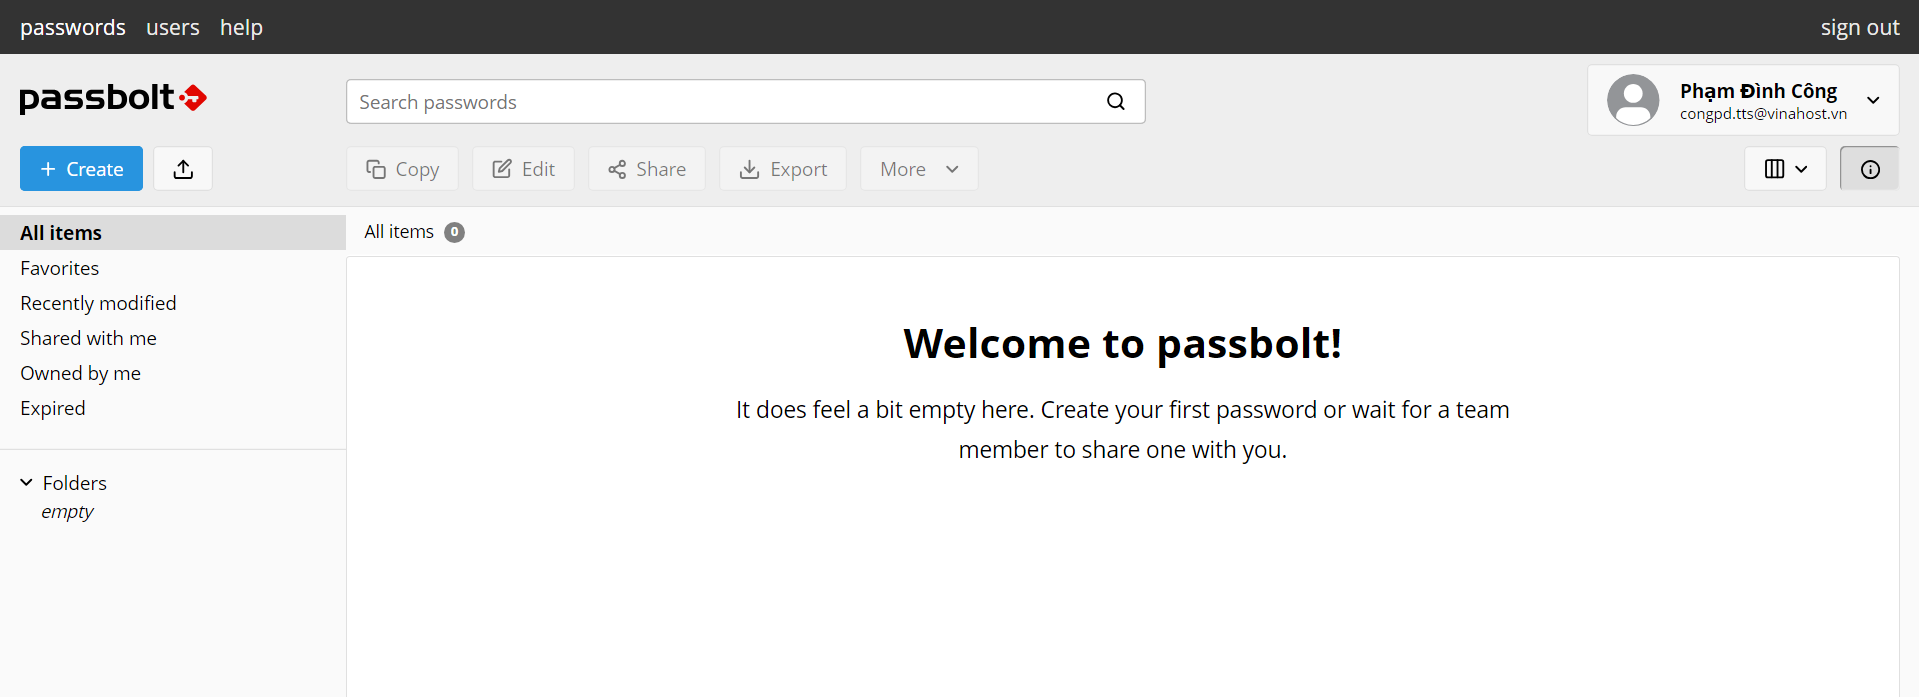 passwords users help sign out
passbolt
Search passwords
Phạm Đình Công
congpd.tts@vinahost.vn
Create
Copy Edit Share Export More
All items
Favorites
Recently modified
Shared with me
Owned by me
Expired
Folders
empty
All items 0
Welcome to passbolt!
It does feel a bit empty here. Create your first password or wait for a team
member to share one with you.